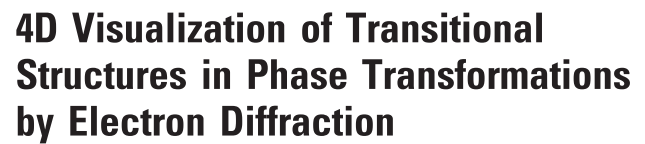 4D Visualization of Transitional
Structures in Phase Transformations
by Electron Diffraction